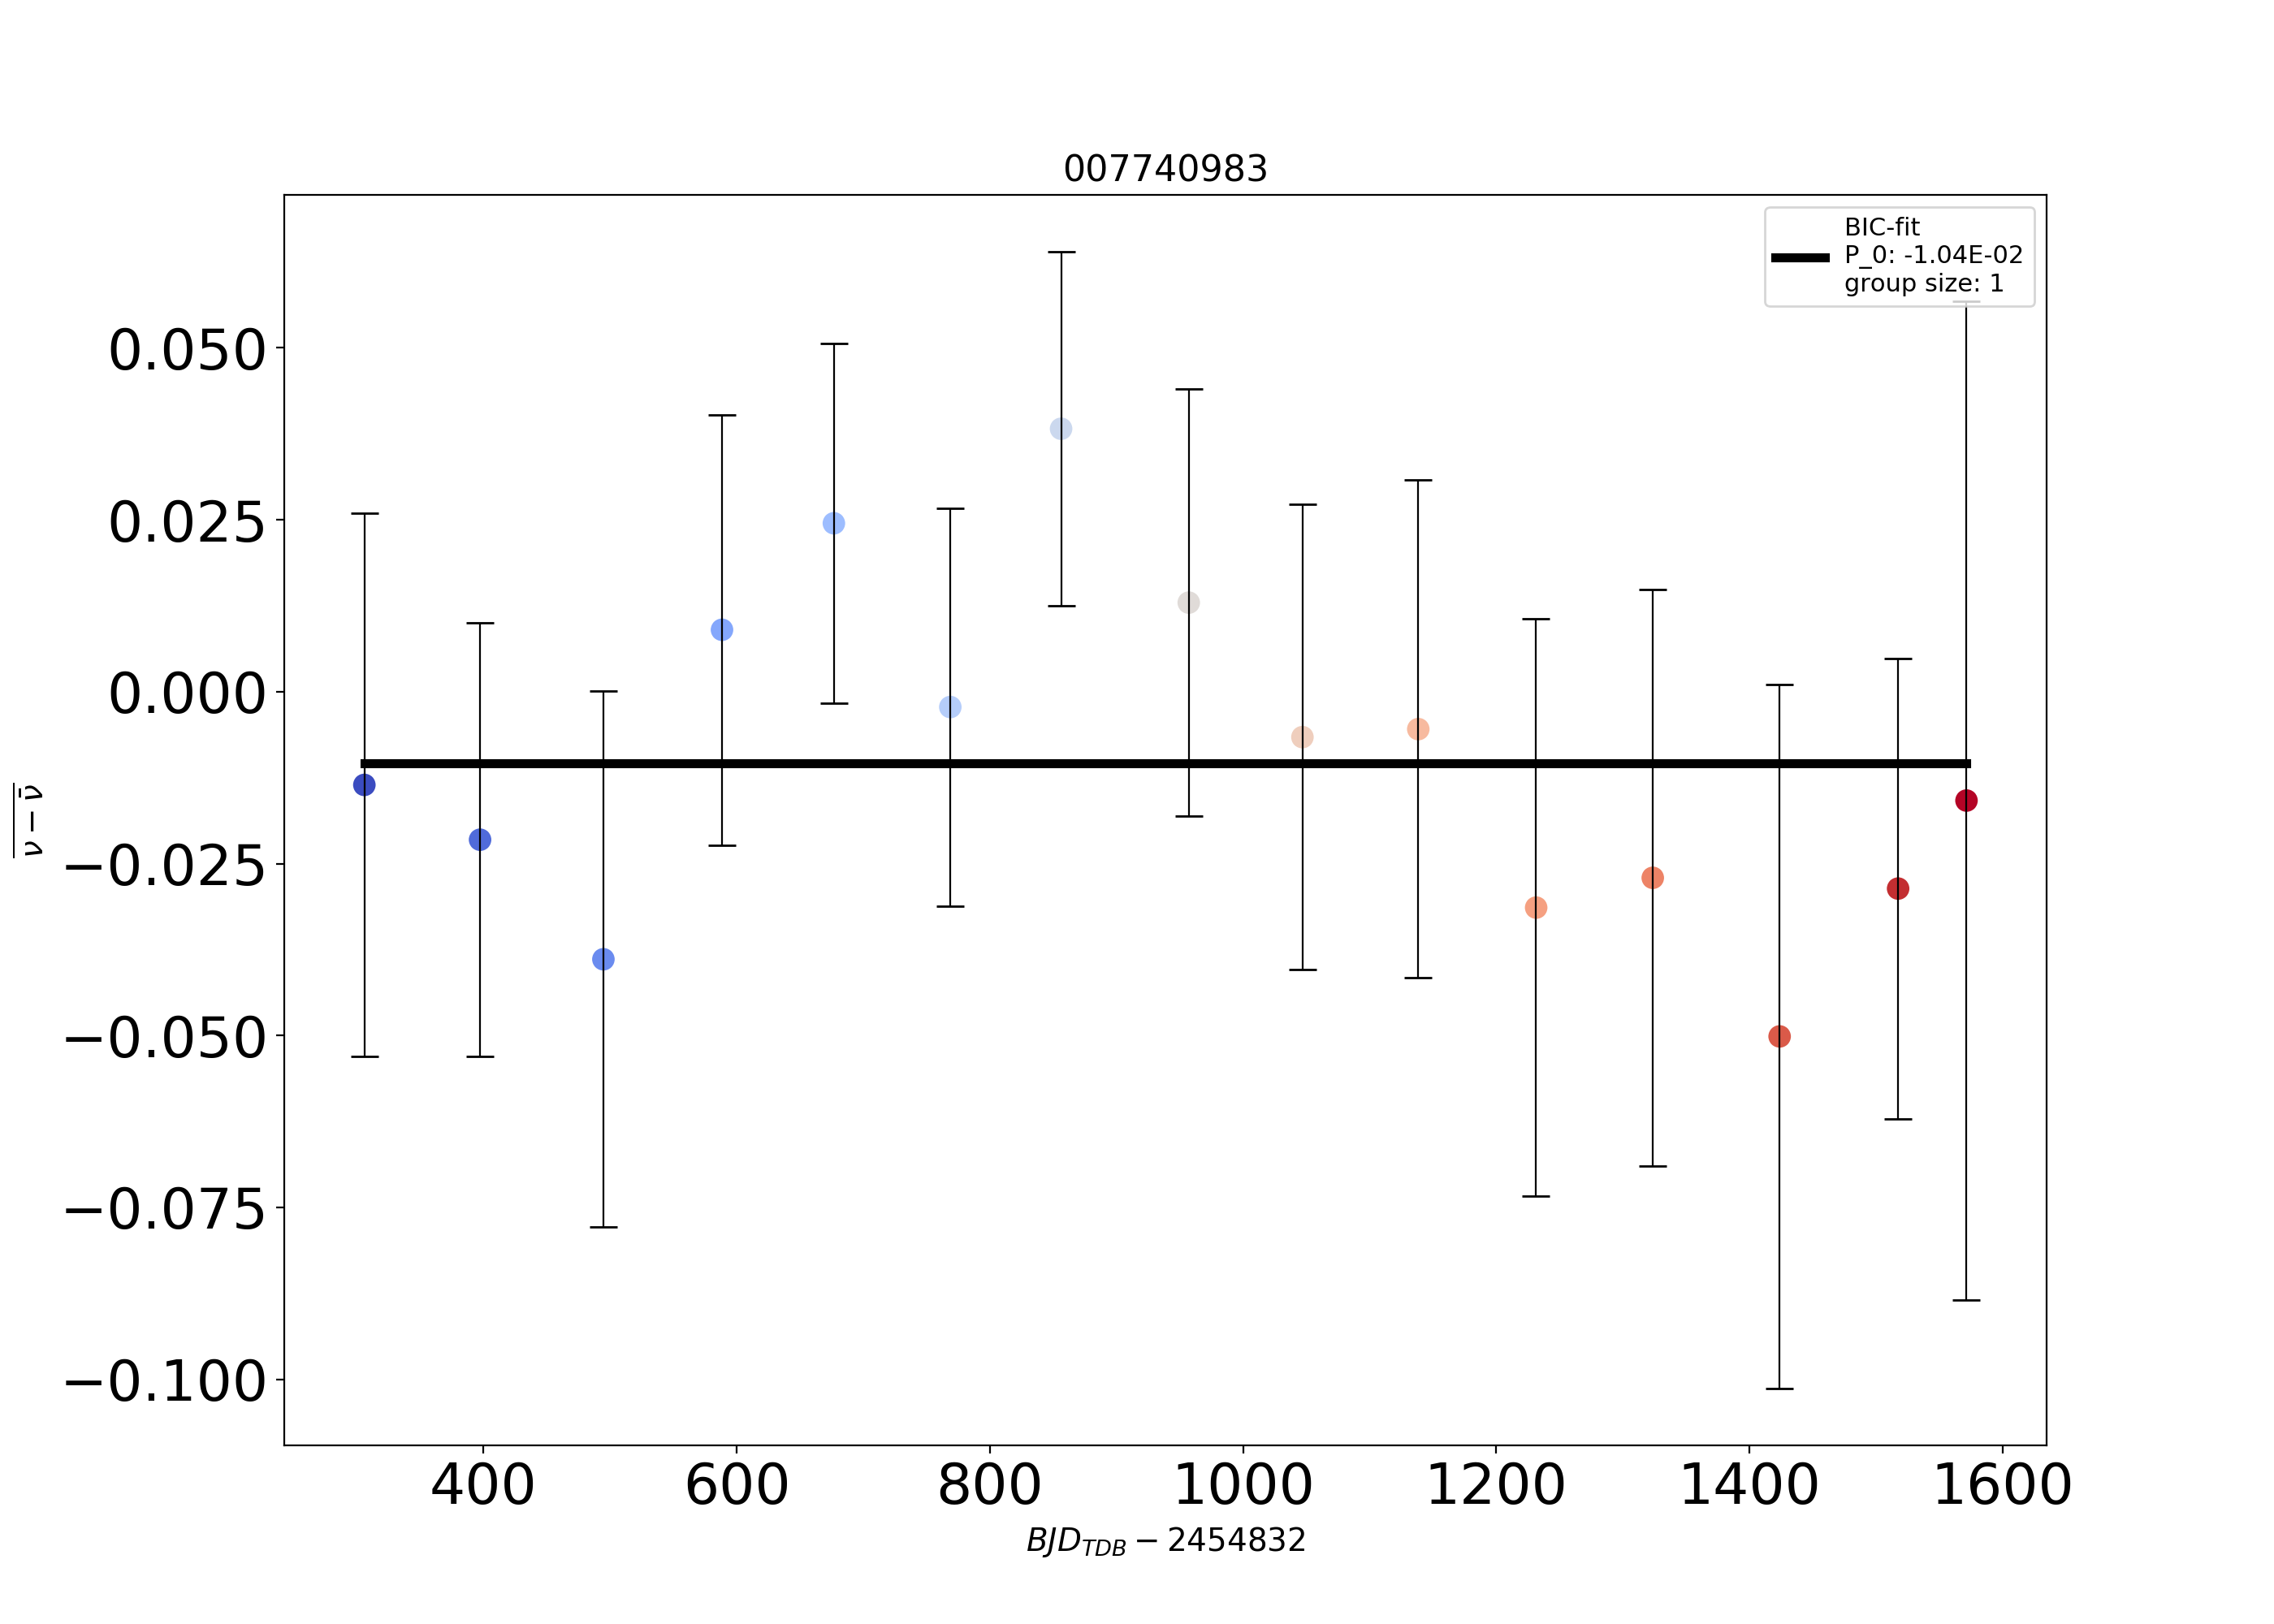 007740983
BIC-fit
P_0: -1.04E-02
group size: 1
0.050
0.025
0.000
−0.025
−0.050
−0.075
−0.100
ν − ν̄
400 600 800 1000 1200 1400 1600
BJD_TDB − 2454832